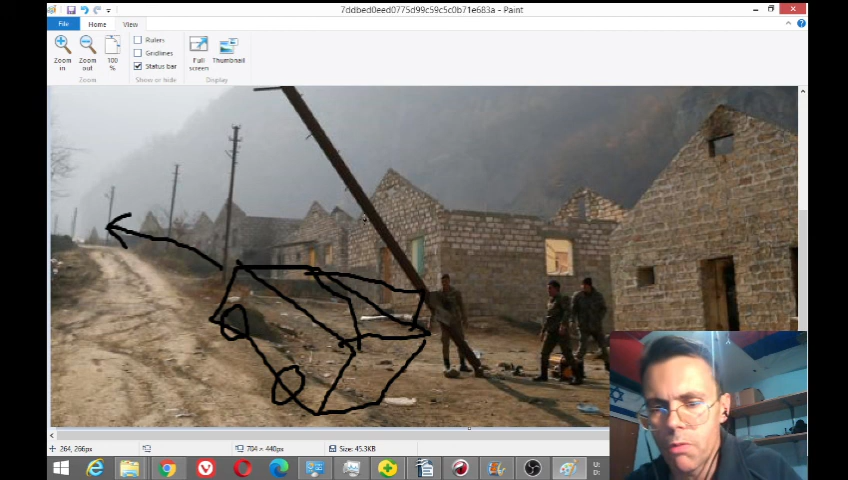 7ddbed0eed0775d99c59c5c0b71e683a - Paint
File Home View
Zoom in Zoom out 100 % Rulers Gridlines Status bar Full screen Thumbnail
Zoom Show or hide Display
264, 266px 704 × 440px Size: 45.3KB
U:
D: